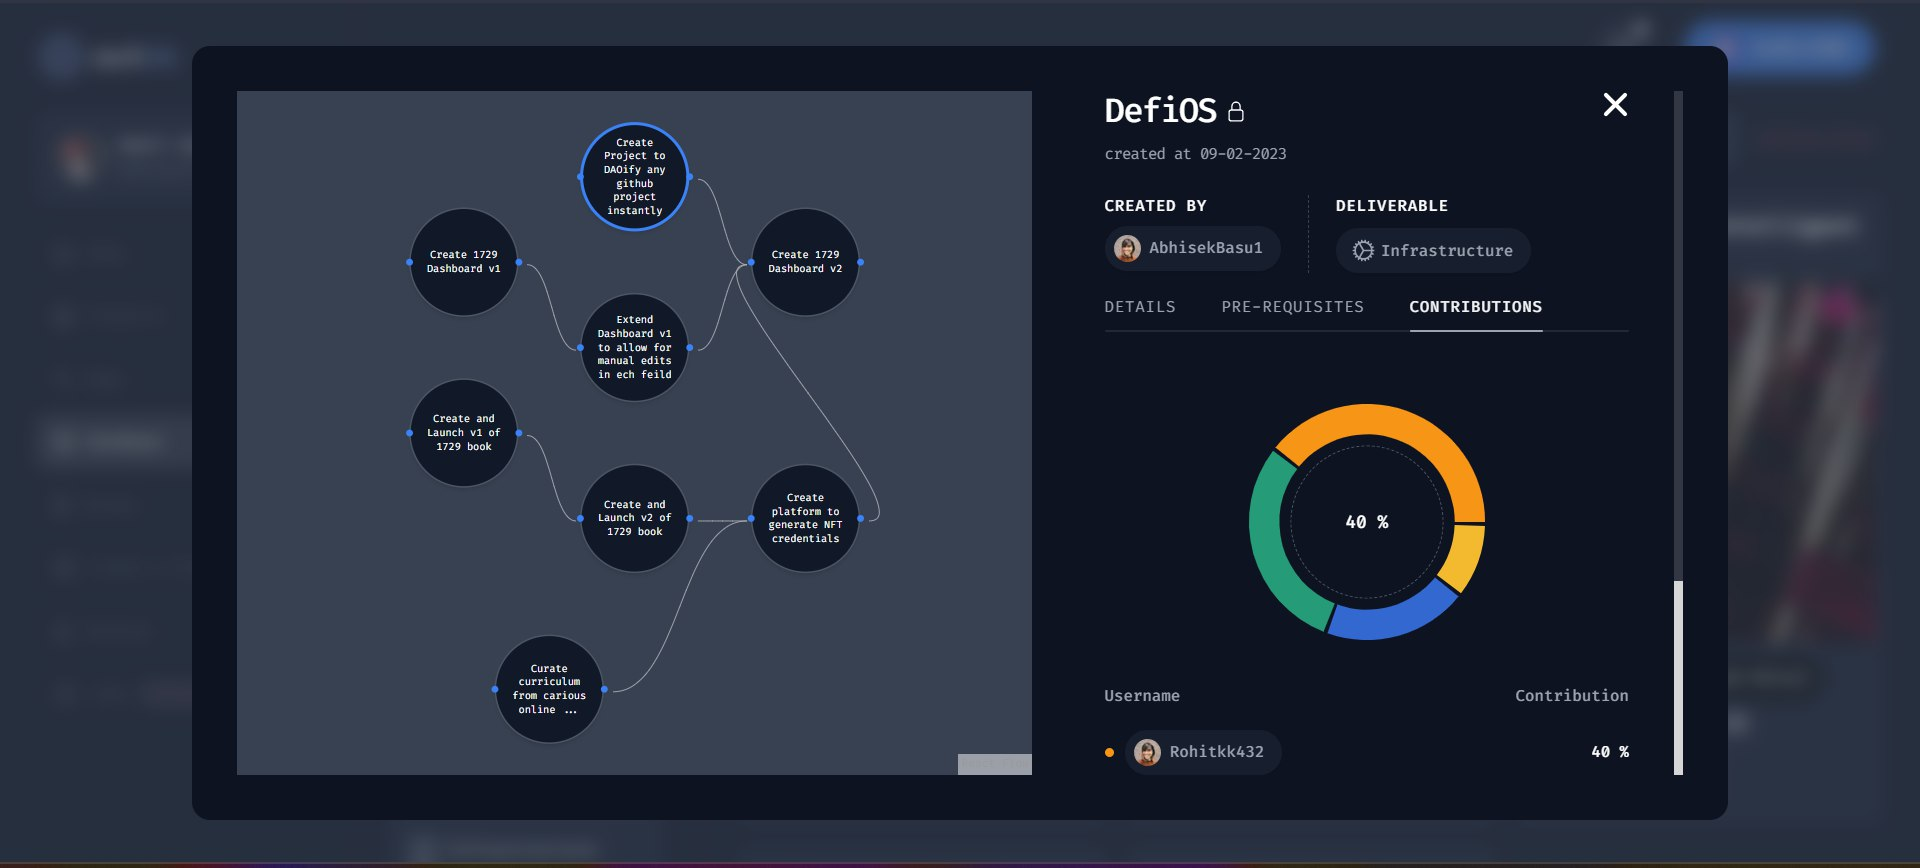 Create
Project to
DAOify any
github
project
instantly
Create 1729
Dashboard v1
Create 1729
Dashboard v2
Extend
Dashboard v1
to allow for
manual edits
in ech feild
Create and
Launch v1 of
1729 book
Create and
Launch v2 of
1729 book
Create
platform to
generate NFT
credentials
Curate
curriculum
from carious
online ...
DefiOS
created at 09-02-2023
CREATED BY
DELIVERABLE
AbhisekBasu1
Infrastructure
DETAILS PRE-REQUISITES CONTRIBUTIONS
40 %
Username Contribution
Rohitkk432 40 %